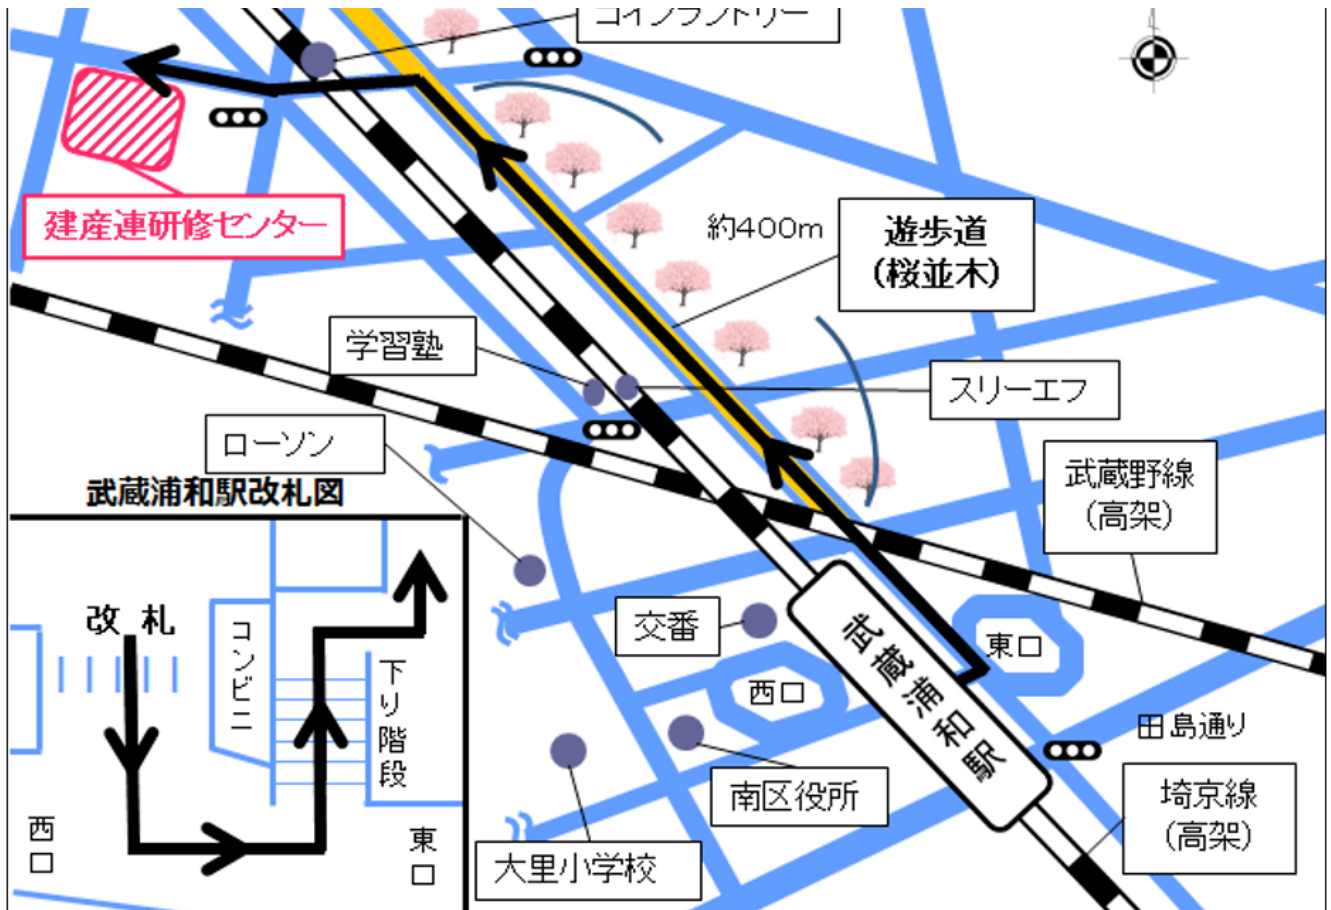 コインランドリー
建産連研修センター
約400m
遊歩道
(桜並木)
学習塾
スリーエフ
ローソン
武蔵野線
(高架)
武蔵浦和駅改札図
改 札
コンビニ
下り階段
西口
東口
交番
西口
東口
武蔵浦和駅
田島通り
南区役所
大里小学校
埼京線
(高架)